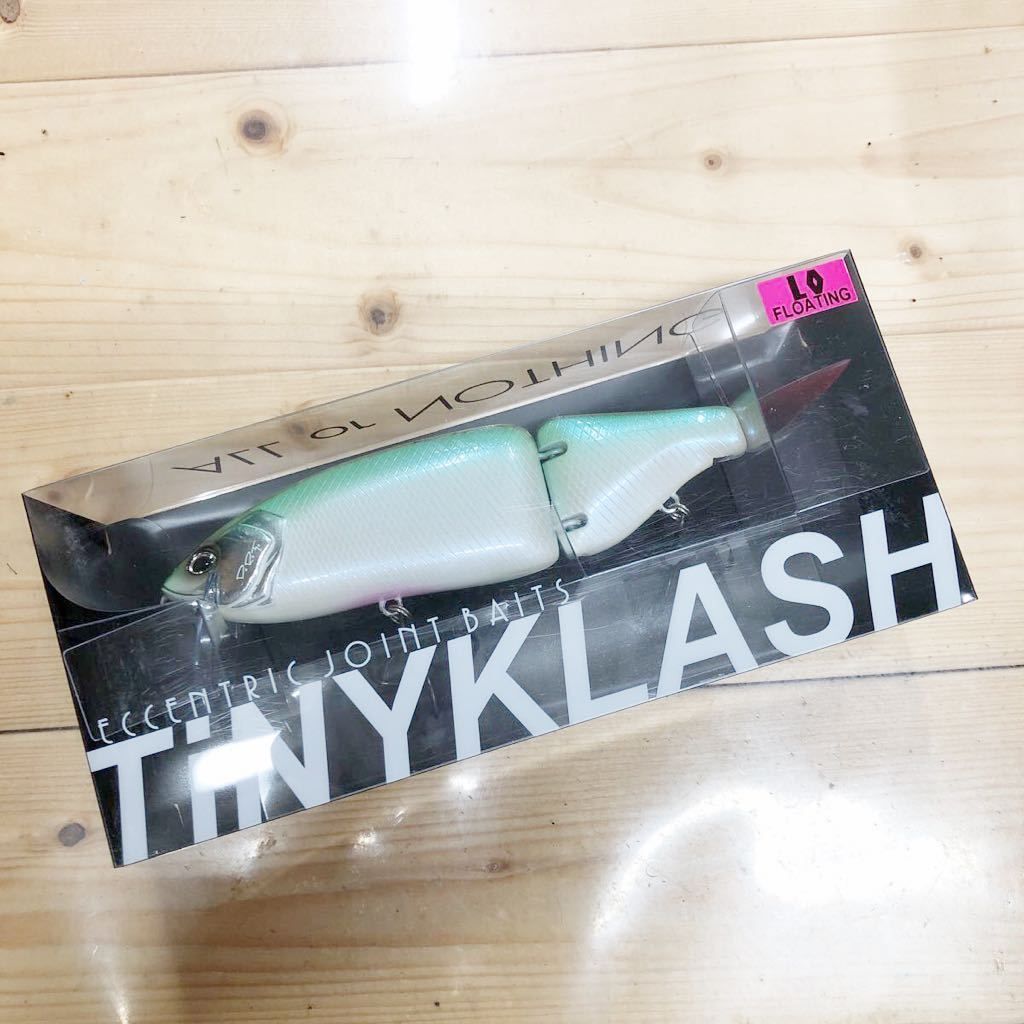 LO
FLOATING
ALL or NOTHING
D.R.T.
ECCENTRIC JOINT BAITS
TiNYKLASH